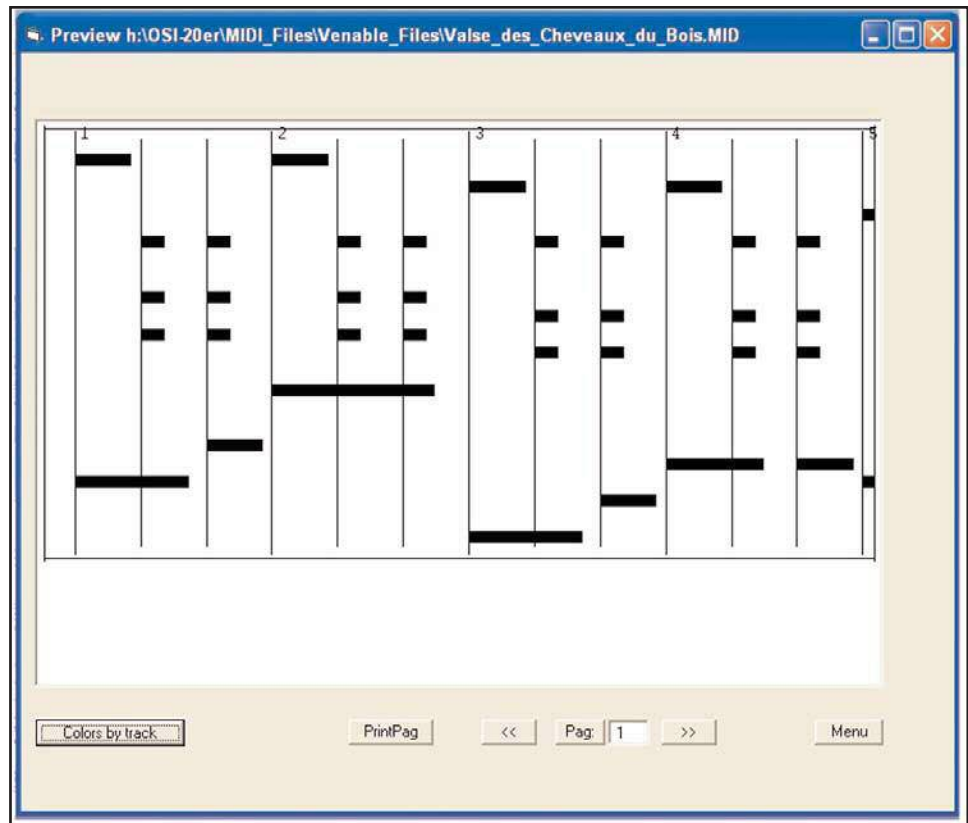 Preview h:\OSI-20er\MIDI_Files\Venable_Files\Valse_des_Cheveaux_du_Bois.MID
1 2 3 4 5
Colors by track PrintPag << Pag: 1 >> Menu